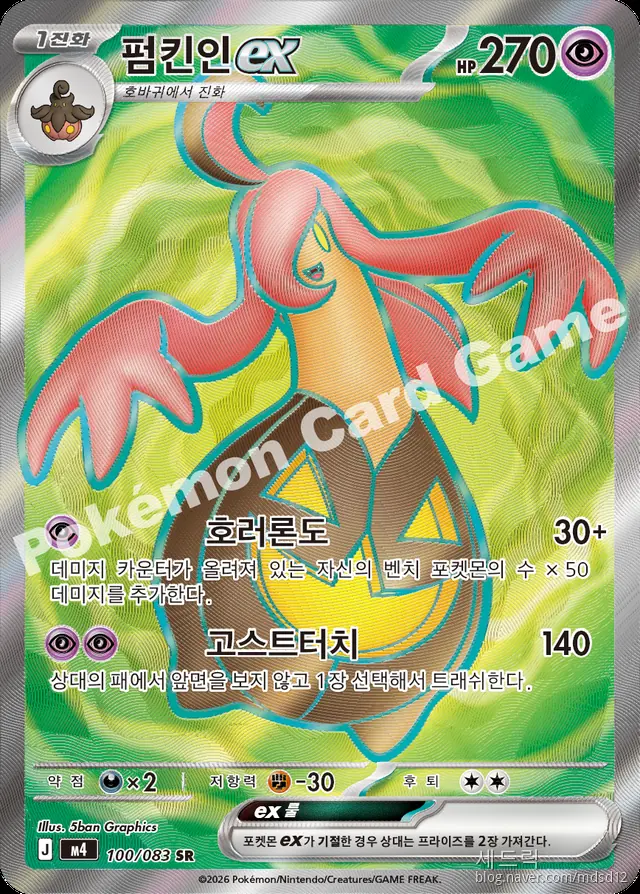 1진화
펌킨인 ex
HP 270
호바귀에서 진화
Pokémon Card Game
호러론도 30+
데미지 카운터가 올려져 있는 자신의 벤치 포켓몬의 수 ×50
데미지를 추가한다.
고스트터치 140
상대의 패에서 앞면을 보지 않고 1장 선택해서 트래쉬한다.
약점 ×2 저항력 -30 후퇴
ex 룰
포켓몬 ex가 기절한 경우 상대는 프라이즈를 2장 가져간다.
Illus. 5ban Graphics
J M4 100/083 SR
©2026 Pokémon/Nintendo/Creatures/GAME FREAK.
세드릭
blog.naver.com/mdsd12